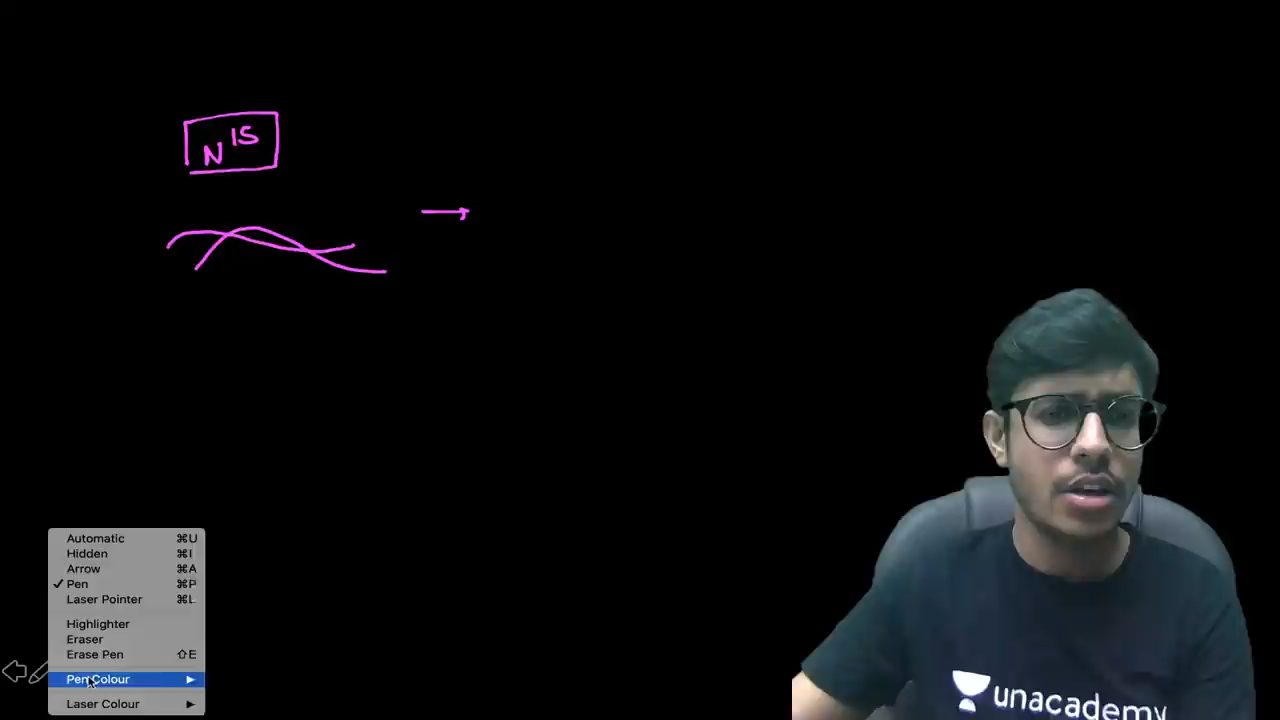 N¹⁵
Automatic ⌘U
Hidden ⌘I
Arrow ⌘A
✓ Pen ⌘P
Laser Pointer ⌘L
Highlighter
Eraser
Erase Pen ⇧E
Pen Colour ▶
Laser Colour ▶
unacademy